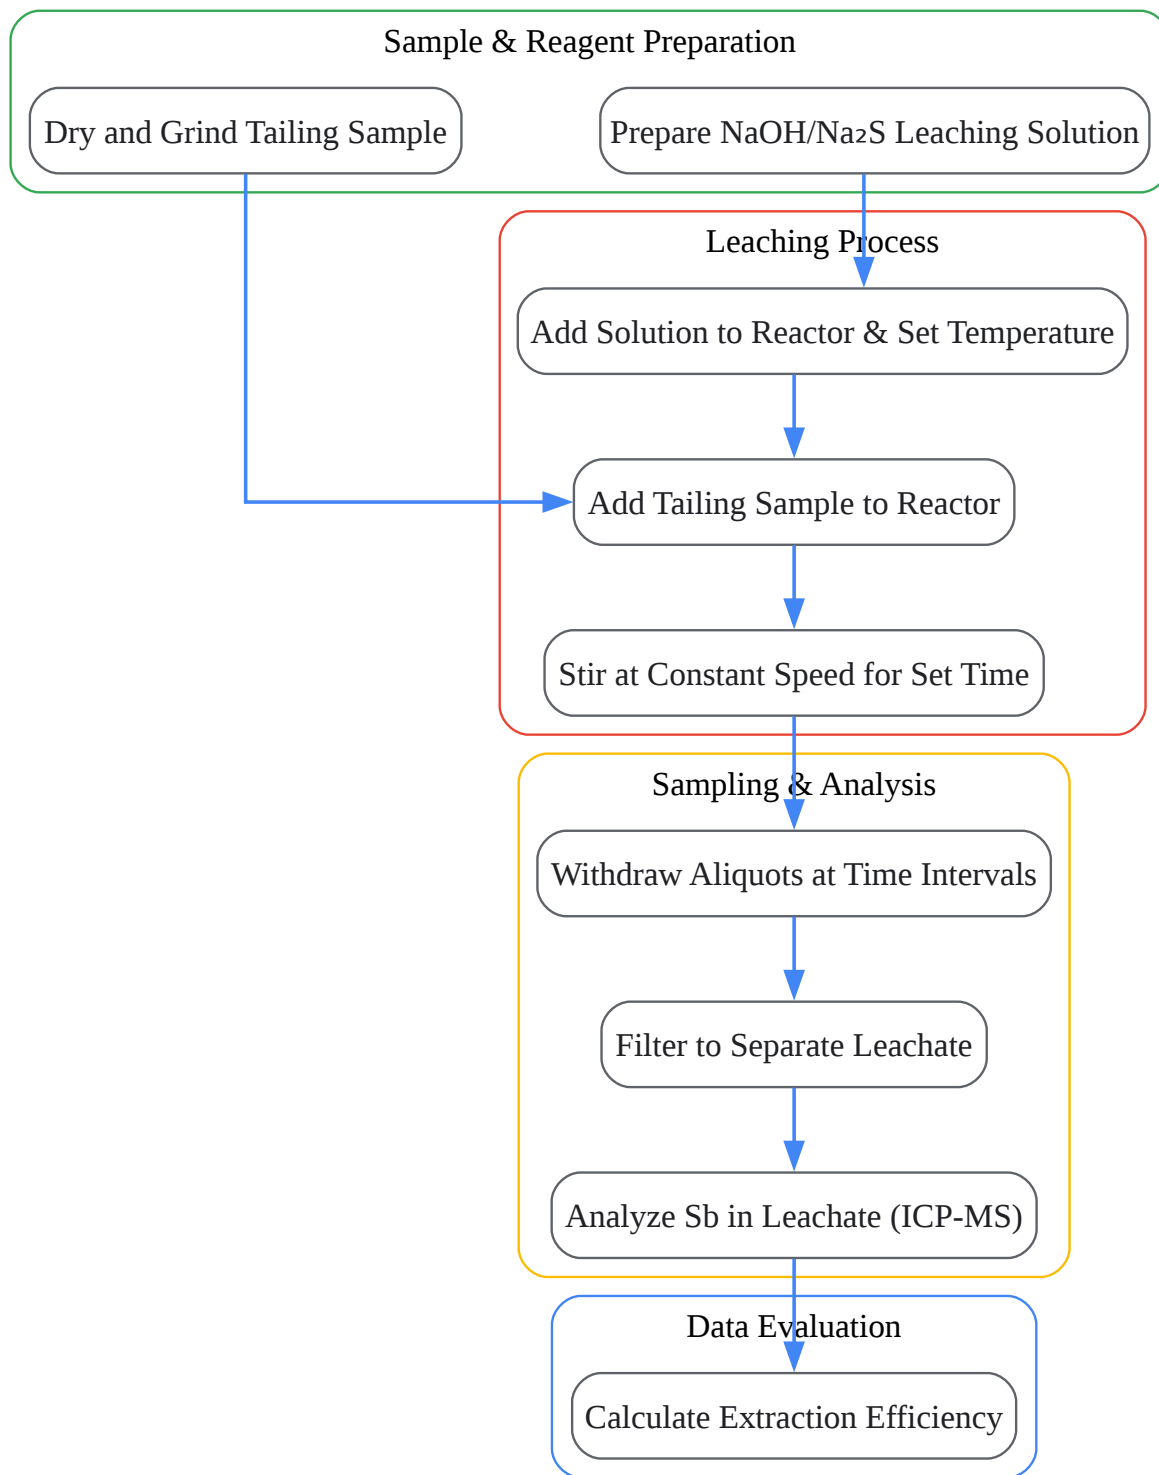 Sample & Reagent Preparation
Dry and Grind Tailing Sample
Prepare NaOH/Na₂S Leaching Solution
Leaching Process
Add Solution to Reactor & Set Temperature
Add Tailing Sample to Reactor
Stir at Constant Speed for Set Time
Sampling & Analysis
Withdraw Aliquots at Time Intervals
Filter to Separate Leachate
Analyze Sb in Leachate (ICP-MS)
Data Evaluation
Calculate Extraction Efficiency